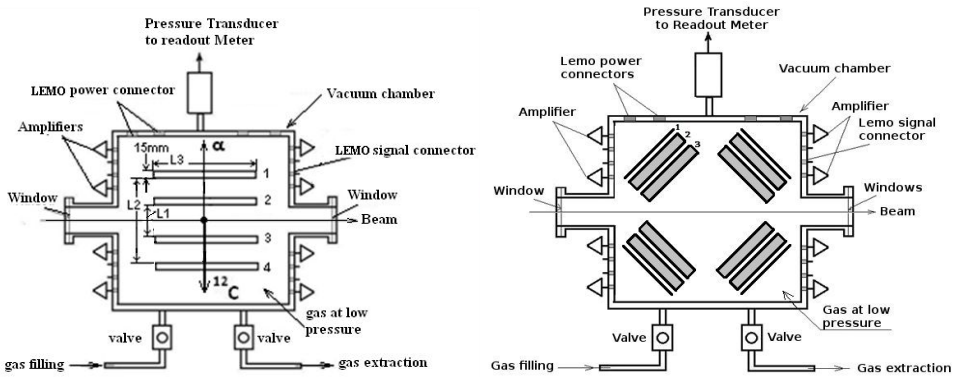 Pressure Transducer
to readout Meter
LEMO power connector
Vacuum chamber
Amplifiers
15mm
L3
α
LEMO signal connector
1
L2
2
Window
L1
Window
Beam
3
4
12C
gas at low
pressure
valve
valve
gas filling
gas extraction
Pressure Transducer
to Readout Meter
Lemo power
connectors
Vacuum chamber
Amplifier
Amplifier
Lemo signal
connector
1
2
3
Window
Windows
Beam
Gas at low
pressure
Valve
Valve
Gas filling
Gas extraction